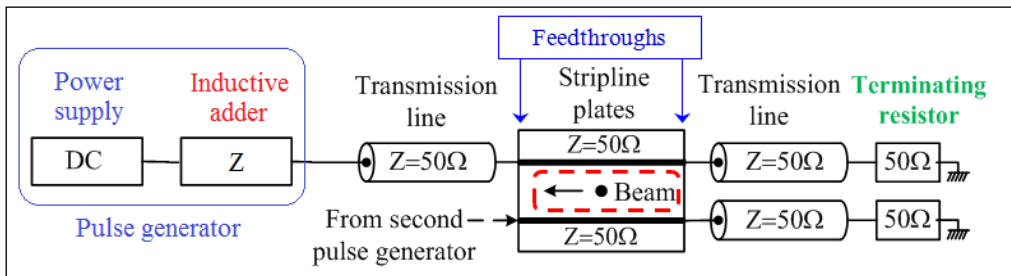 Feedthroughs
Power
supply
Inductive
adder
Transmission
line
Stripline
plates
Transmission
line
Terminating
resistor
DC
Z
Z=50Ω
Z=50Ω
Z=50Ω
50Ω
Beam
From second
pulse generator
Z=50Ω
Z=50Ω
50Ω
Pulse generator